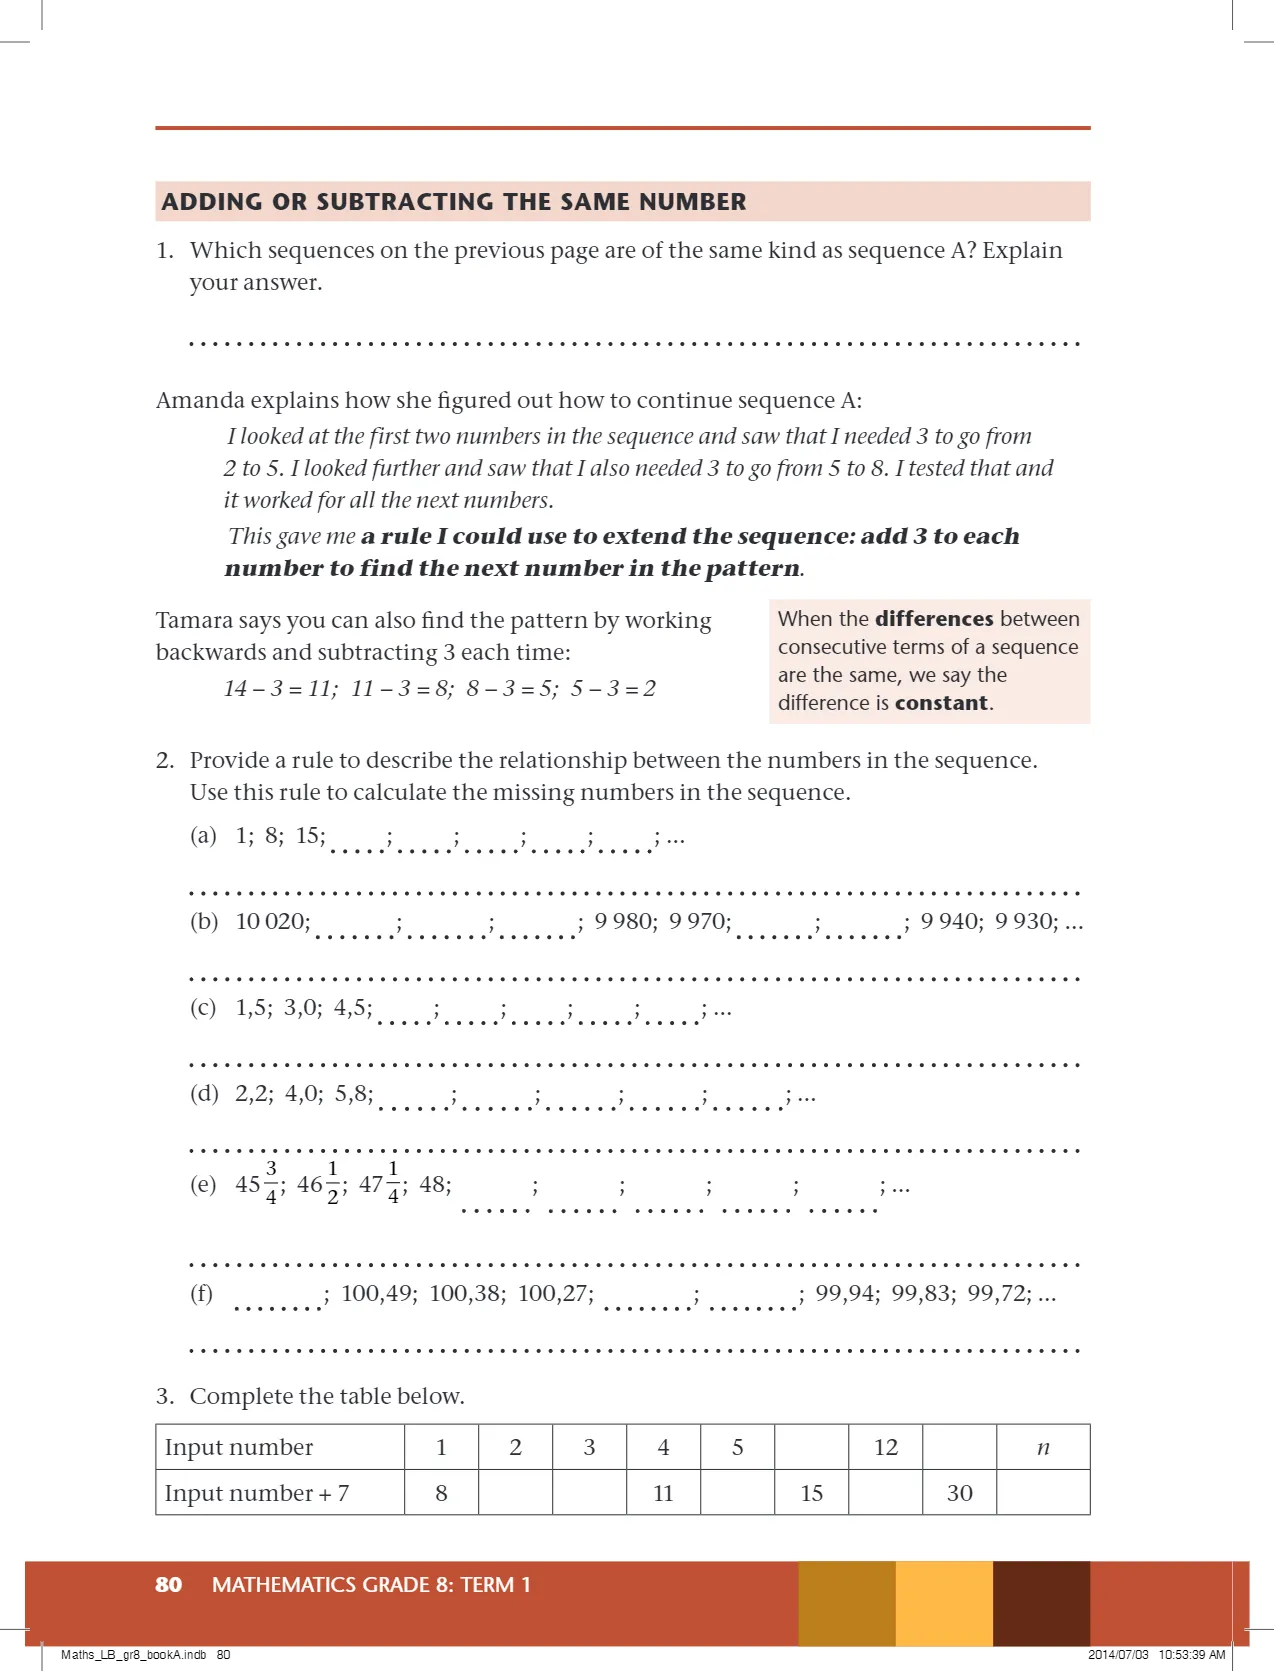 ADDING OR SUBTRACTING THE SAME NUMBER
1. Which sequences on the previous page are of the same kind as sequence A? Explain
your answer.
Amanda explains how she figured out how to continue sequence A:
I looked at the first two numbers in the sequence and saw that I needed 3 to go from
2 to 5. I looked further and saw that I also needed 3 to go from 5 to 8. I tested that and
it worked for all the next numbers.
This gave me a rule I could use to extend the sequence: add 3 to each
number to find the next number in the pattern.
Tamara says you can also find the pattern by working
backwards and subtracting 3 each time:
14 – 3 = 11; 11 – 3 = 8; 8 – 3 = 5; 5 – 3 = 2
When the differences between
consecutive terms of a sequence
are the same, we say the
difference is constant.
2. Provide a rule to describe the relationship between the numbers in the sequence.
Use this rule to calculate the missing numbers in the sequence.
(a) 1; 8; 15; .....; .....; .....; .....; .....; ...
(b) 10 020; .......; .......; .......; 9 980; 9 970; .......; .......; 9 940; 9 930; ...
(c) 1,5; 3,0; 4,5; .....; .....; .....; .....; .....; ...
(d) 2,2; 4,0; 5,8; ......; ......; ......; ......; ......; ...
(e) 45 3/4; 46 1/2; 47 1/4; 48; ......; ......; ......; ......; ......; ...
(f) ........; 100,49; 100,38; 100,27; ........; ........; 99,94; 99,83; 99,72; ...
3. Complete the table below.
Input number 1 2 3 4 5 12 n
Input number + 7 8 11 15 30
80 MATHEMATICS GRADE 8: TERM 1
Maths_LB_gr8_bookA.indb 80 2014/07/03 10:53:39 AM